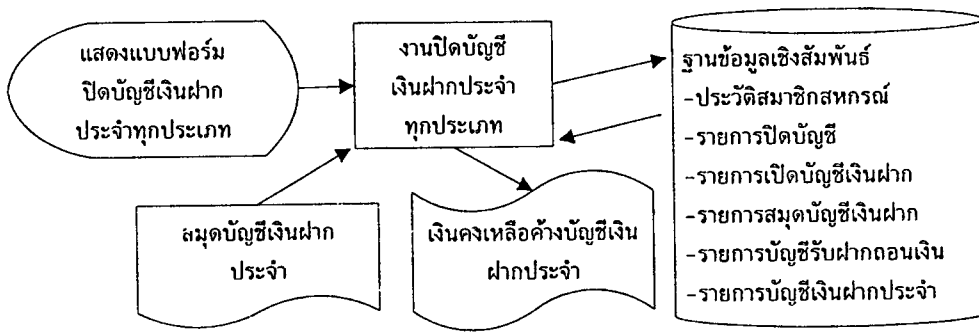 แสดงแบบฟอร์ม
ปิดบัญชีเงินฝาก
ประจำทุกประเภท
งานปิดบัญชี
เงินฝากประจำ
ทุกประเภท
ฐานข้อมูลเชิงสัมพันธ์
-ประวัติสมาชิกสหกรณ์
-รายการปิดบัญชี
-รายการเปิดบัญชีเงินฝาก
-รายการสมุดบัญชีเงินฝาก
-รายการบัญชีรับฝากถอนเงิน
-รายการบัญชีเงินฝากประจำ
สมุดบัญชีเงินฝาก
ประจำ
เงินคงเหลือค้างบัญชีเงิน
ฝากประจำ